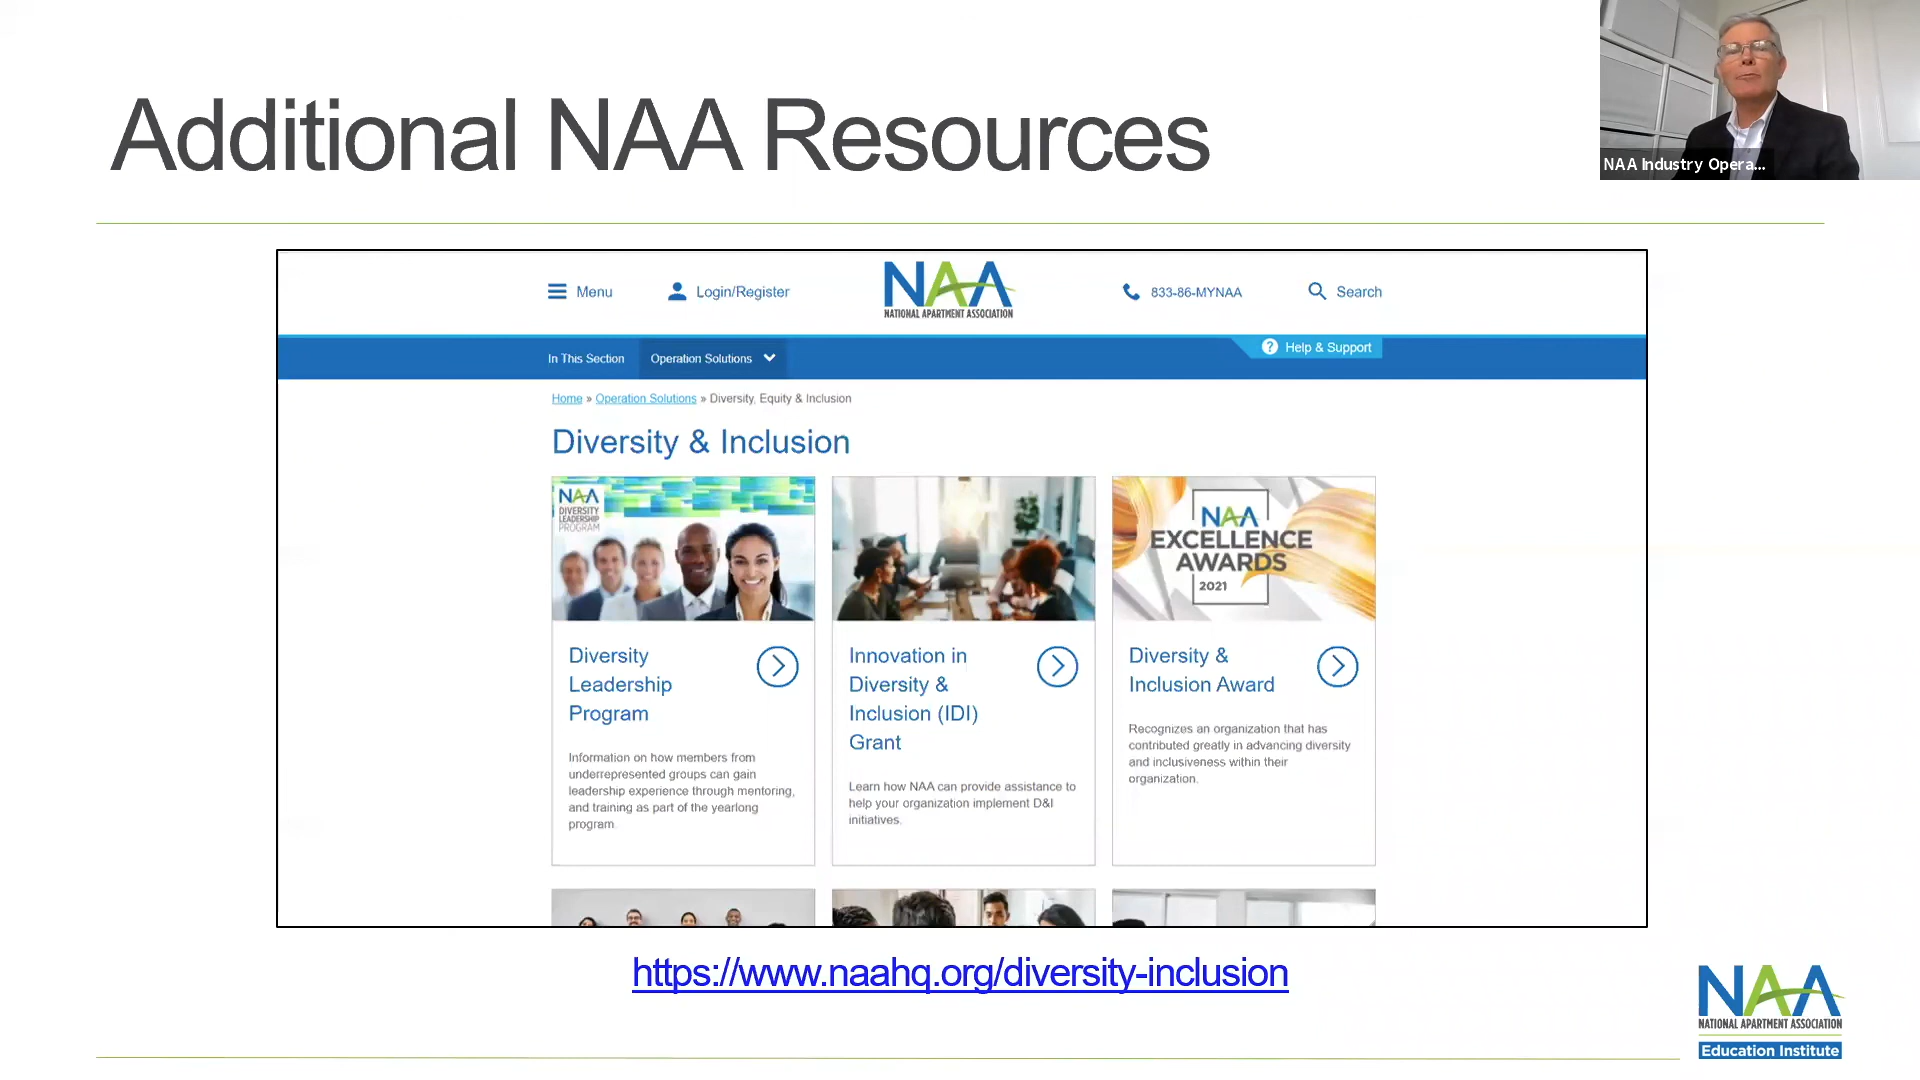 Additional NAA Resources
NAA Industry Opera...
Menu
Login/Register
NAA
NATIONAL APARTMENT ASSOCIATION
833-86-MYNAA
Search
In This Section
Operation Solutions
? Help & Support
Home » Operation Solutions » Diversity, Equity & Inclusion
Diversity & Inclusion
NAA
DIVERSITY
LEADERSHIP
PROGRAM
NAA
EXCELLENCE
AWARDS
2021
Diversity
Leadership
Program
Information on how members from
underrepresented groups can gain
leadership experience through mentoring,
and training as part of the yearlong
program.
Innovation in
Diversity &
Inclusion (IDI)
Grant
Learn how NAA can provide assistance to
help your organization implement D&I
initiatives.
Diversity &
Inclusion Award
Recognizes an organization that has
contributed greatly in advancing diversity
and inclusiveness within their
organization.
https://www.naahq.org/diversity-inclusion
NAA
NATIONAL APARTMENT ASSOCIATION
Education Institute